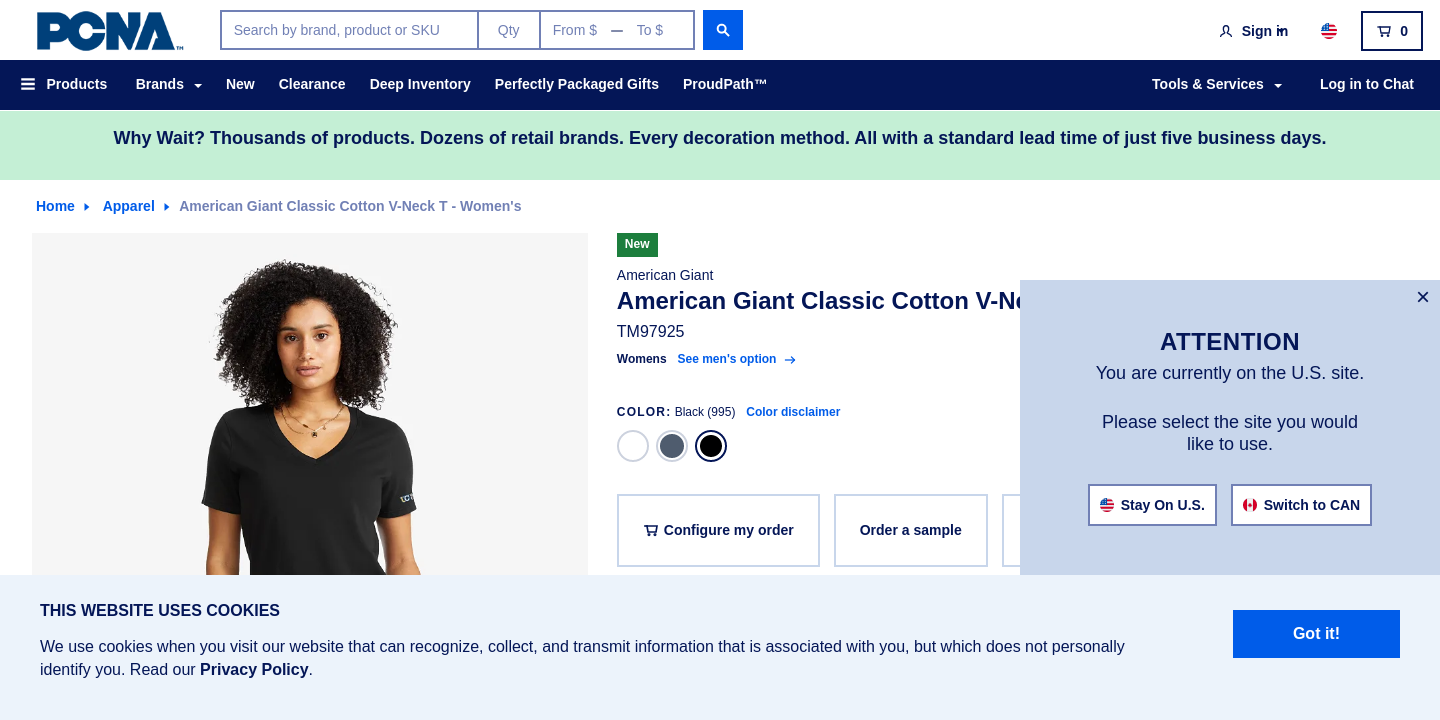 PCNA™
Search by brand, product or SKU
Qty
From $ — To $
Sign in
0
Products
Brands
New
Clearance
Deep Inventory
Perfectly Packaged Gifts
ProudPath™
Tools & Services
Log in to Chat
Why Wait? Thousands of products. Dozens of retail brands. Every decoration method. All with a standard lead time of just five business days.
Home
Apparel
American Giant Classic Cotton V-Neck T - Women's
New
American Giant
American Giant Classic Cotton V-Ne
TM97925
Womens See men's option
COLOR: Black (995) Color disclaimer
Configure my order
Order a sample
×
ATTENTION
You are currently on the U.S. site.
Please select the site you would
like to use.
Stay On U.S.
Switch to CAN
THIS WEBSITE USES COOKIES
We use cookies when you visit our website that can recognize, collect, and transmit information that is associated with you, but which does not personally
identify you. Read our Privacy Policy.
Got it!